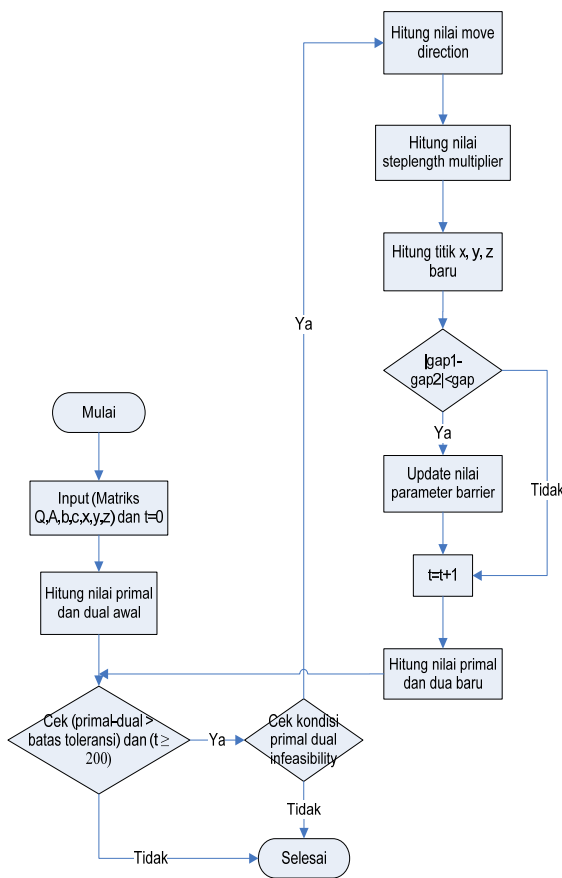 Mulai
Input (Matriks
Q,A,b,c,x,y,z) dan t=0
Hitung nilai primal
dan dual awal
Cek (primal-dual >
batas toleransi) dan (t ≥
200)
Ya
Tidak
Cek kondisi
primal dual
infeasibility
Ya
Tidak
Selesai
Hitung nilai move
direction
Hitung nilai
steplength multiplier
Hitung titik x, y, z
baru
|gap1-
gap2|<gap
Ya
Tidak
Update nilai
parameter barrier
t=t+1
Hitung nilai primal
dan dua baru